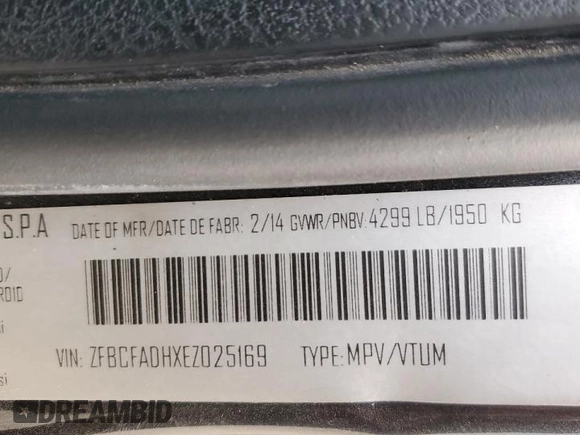 S.P.A DATE OF MFR/DATE DE FABR: 2/14 GVWR/PNBV: 4299 LB/1950 KG
VIN: ZFBCFADHXEZ025169 TYPE: MPV/VTUM
DREAMBID